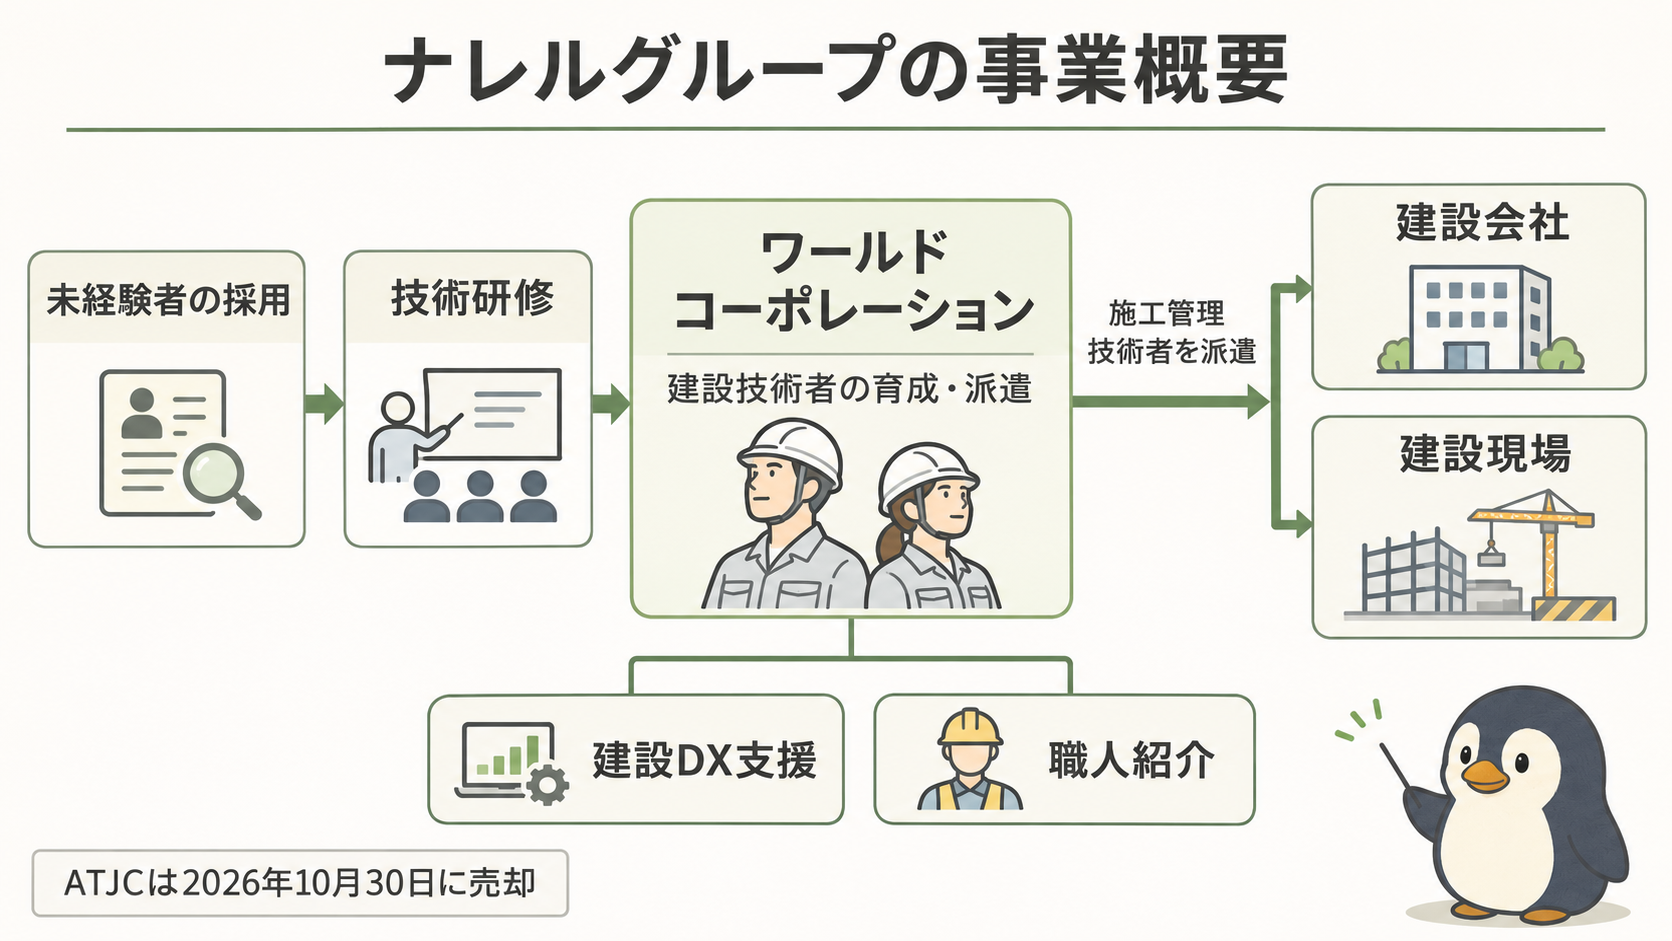 ナレルグループの事業概要
未経験者の採用
技術研修
ワールド
コーポレーション
建設技術者の育成・派遣
施工管理
技術者を派遣
建設会社
建設現場
建設DX支援
職人紹介
ATJCは2026年10月30日に売却